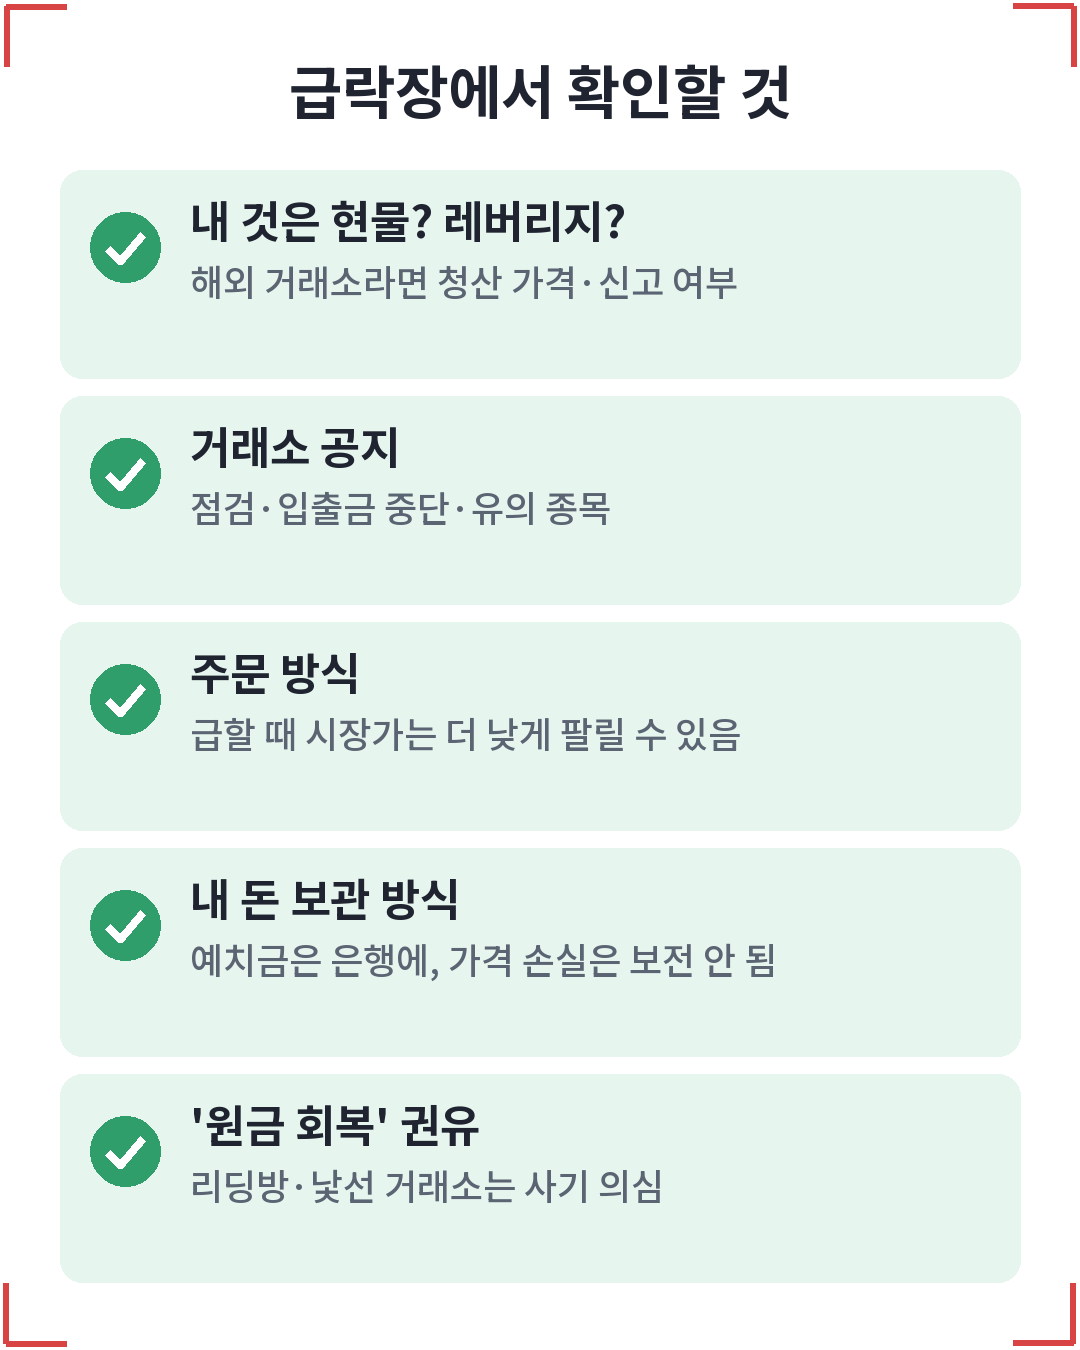 급락장에서 확인할 것
내 것은 현물? 레버리지?
해외 거래소라면 청산 가격·신고 여부
거래소 공지
점검·입출금 중단·유의 종목
주문 방식
급할 때 시장가는 더 낮게 팔릴 수 있음
내 돈 보관 방식
예치금은 은행에, 가격 손실은 보전 안 됨
'원금 회복' 권유
리딩방·낯선 거래소는 사기 의심